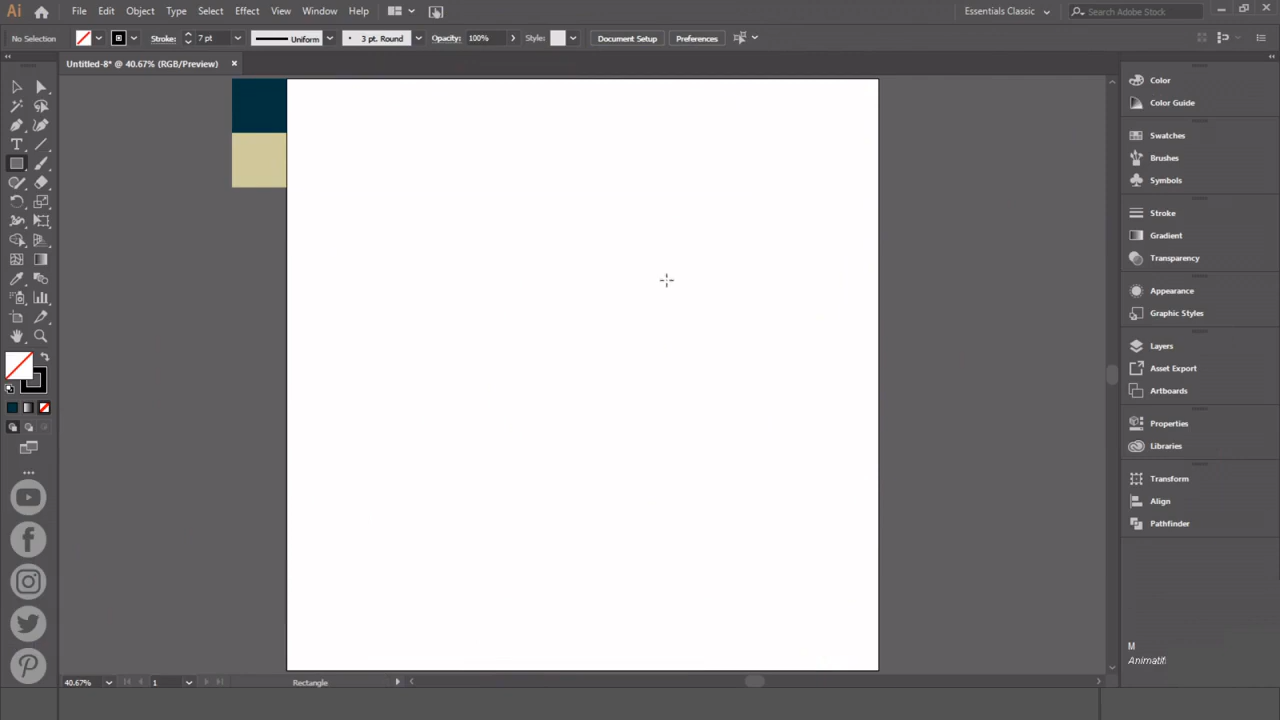 Ai File Edit Object Type Select Effect View Window Help Essentials Classic Search Adobe Stock
No Selection Stroke: 7 pt Uniform 3 pt. Round Opacity: 100% Style: Document Setup Preferences
Untitled-8* @ 40.67% (RGB/Preview) ×
Color
Color Guide
Swatches
Brushes
Symbols
Stroke
Gradient
Transparency
Appearance
Graphic Styles
Layers
Asset Export
Artboards
Properties
Libraries
Transform
Align
Pathfinder
M
Animatifi
40.67% 1 Rectangle